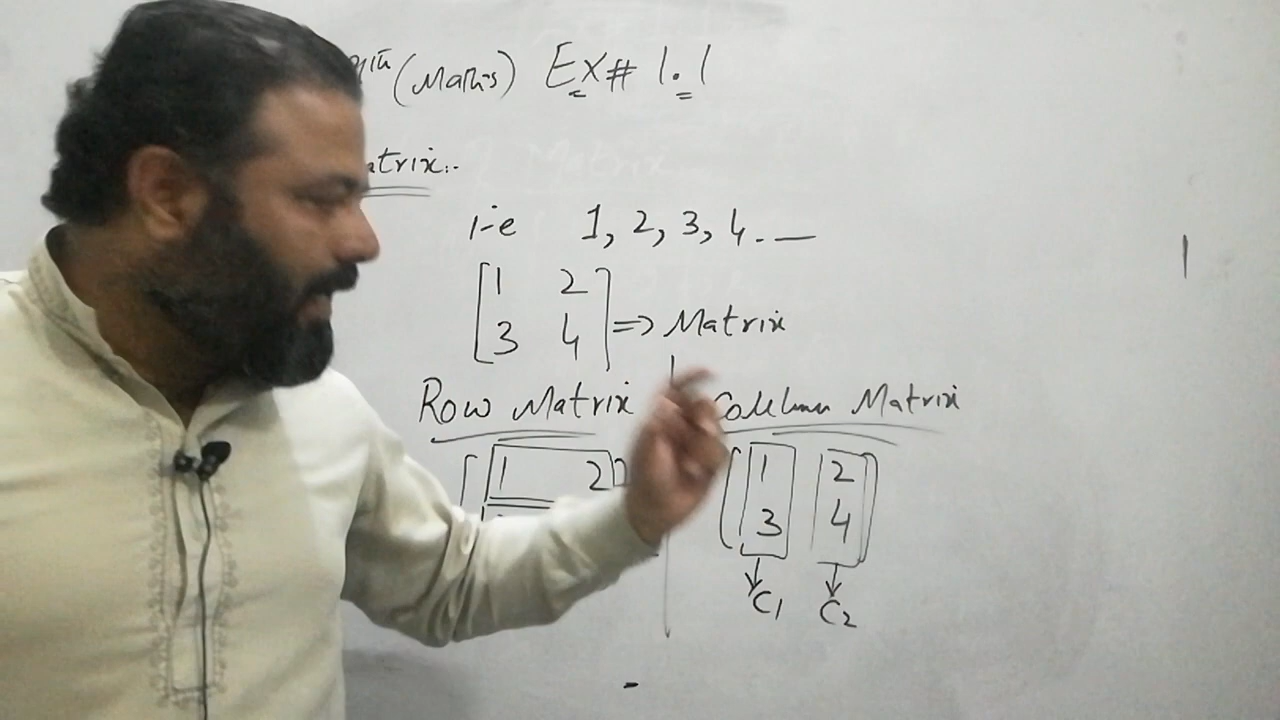 (Maths) Ex# 1.1
atrix:-
i-e 1, 2, 3, 4.__
[1 2
3 4] => Matrix
Row Matrix
1 2
Column Matrix
1 2
3 4
C1 C2